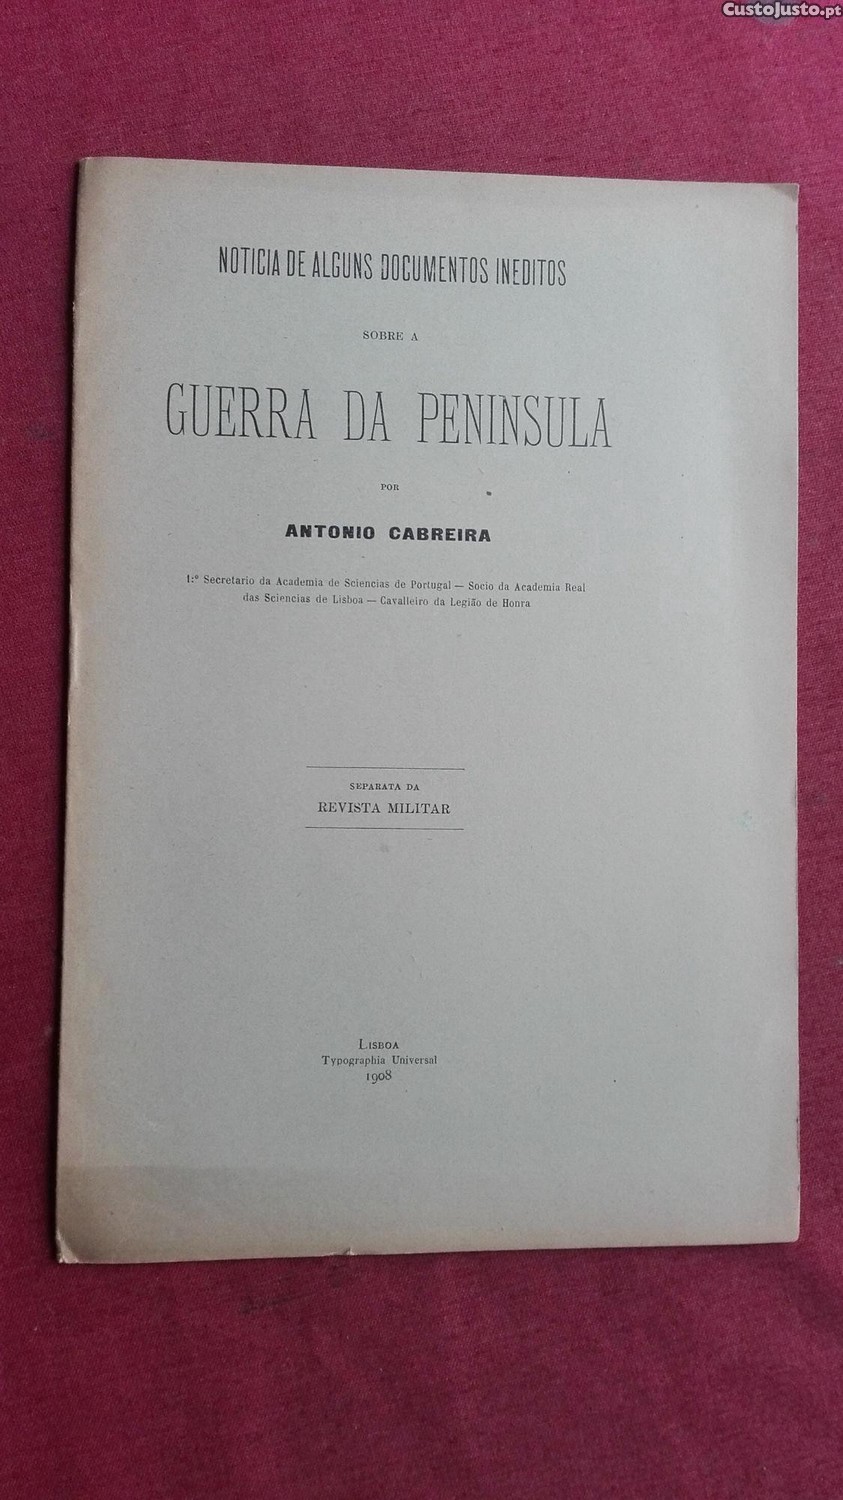 CustoJusto.pt
NOTICIA DE ALGUNS DOCUMENTOS INEDITOS
SOBRE A
GUERRA DA PENINSULA
POR
ANTONIO CABREIRA
1.º Secretario da Academia de Sciencias de Portugal — Socio da Academia Real
das Sciencias de Lisboa — Cavalleiro da Legião de Honra
SEPARATA DA
REVISTA MILITAR
LISBOA
Typographia Universal
1908